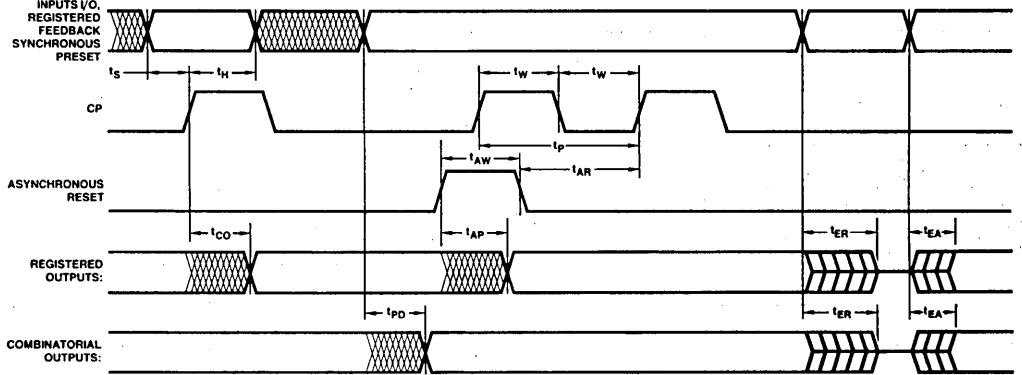 INPUTS I/O,
REGISTERED
FEEDBACK
SYNCHRONOUS
PRESET
tS
tH
tW
tW
CP
tP
tAW
tAR
ASYNCHRONOUS
RESET
tCO
tAP
tER
tEA
REGISTERED
OUTPUTS:
tPD
tER
tEA
COMBINATORIAL
OUTPUTS: